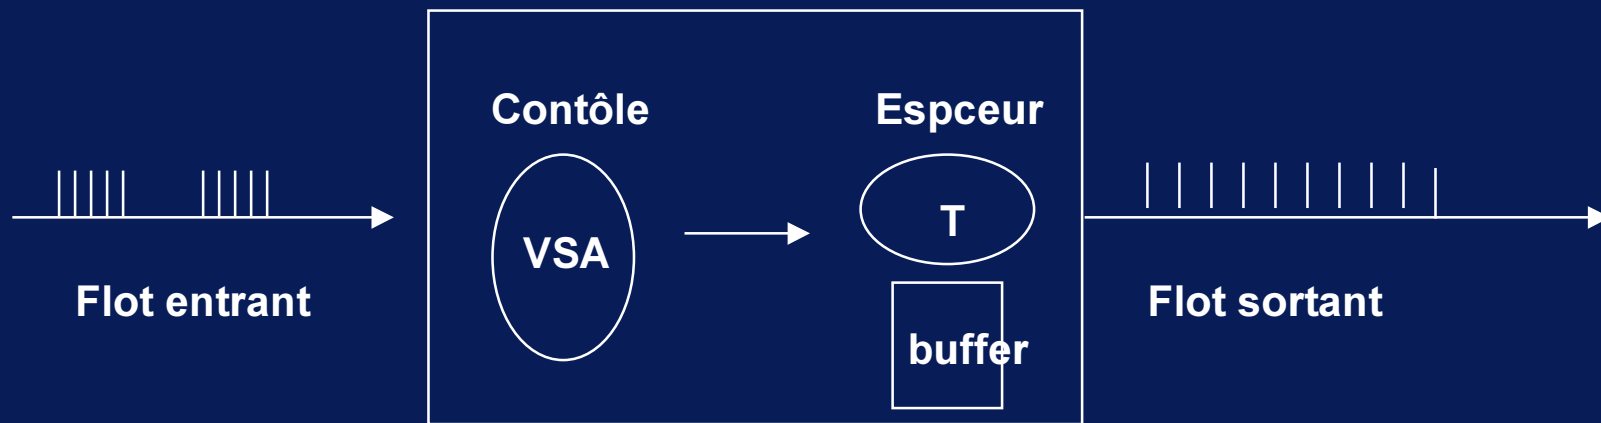 Contôle
Espceur
VSA
T
Flot entrant
Flot sortant
buffer